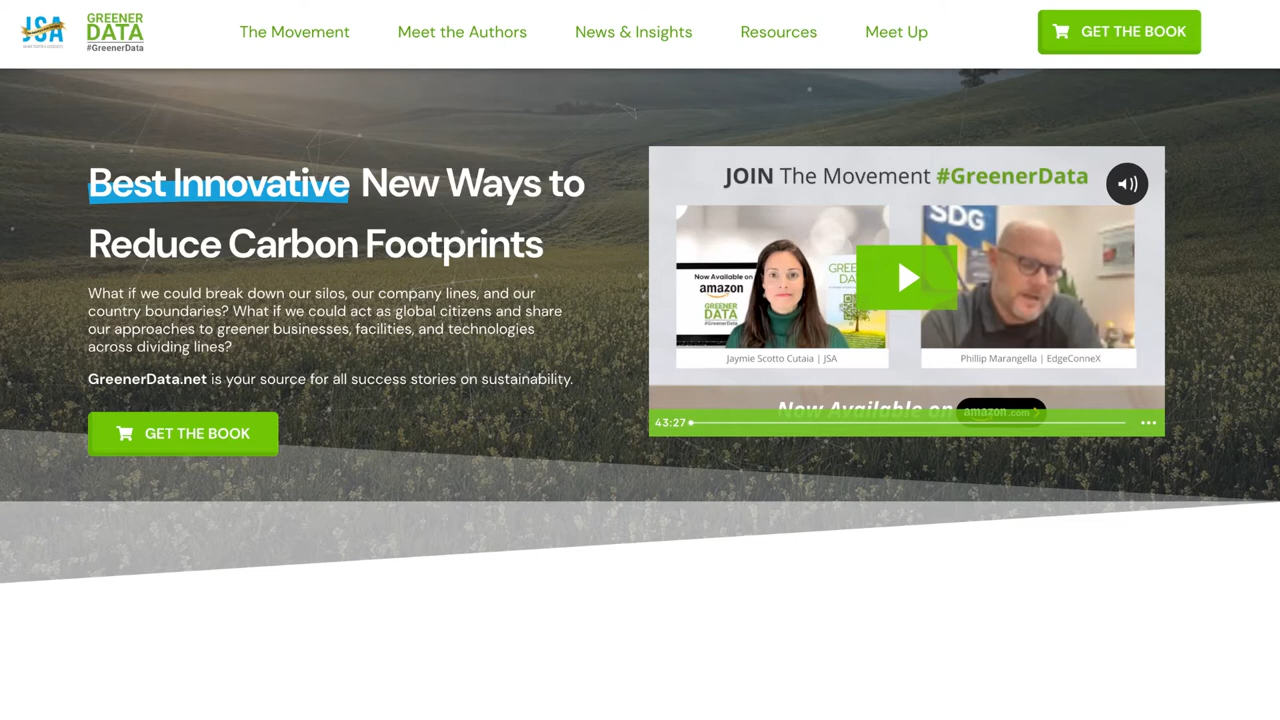 JSA
GREENER
DATA
#GreenerData
The Movement
Meet the Authors
News & Insights
Resources
Meet Up
GET THE BOOK
Best Innovative New Ways to
Reduce Carbon Footprints
What if we could break down our silos, our company lines, and our
country boundaries? What if we could act as global citizens and share
our approaches to greener businesses, facilities, and technologies
across dividing lines?
GreenerData.net is your source for all success stories on sustainability.
GET THE BOOK
JOIN The Movement #GreenerData
Now Available on
amazon
GREENER
DATA
#GreenerData
SDG
Jaymie Scotto Cutaia | JSA
Phillip Marangella | EdgeConneX
Now Available on amazon.com
43:27